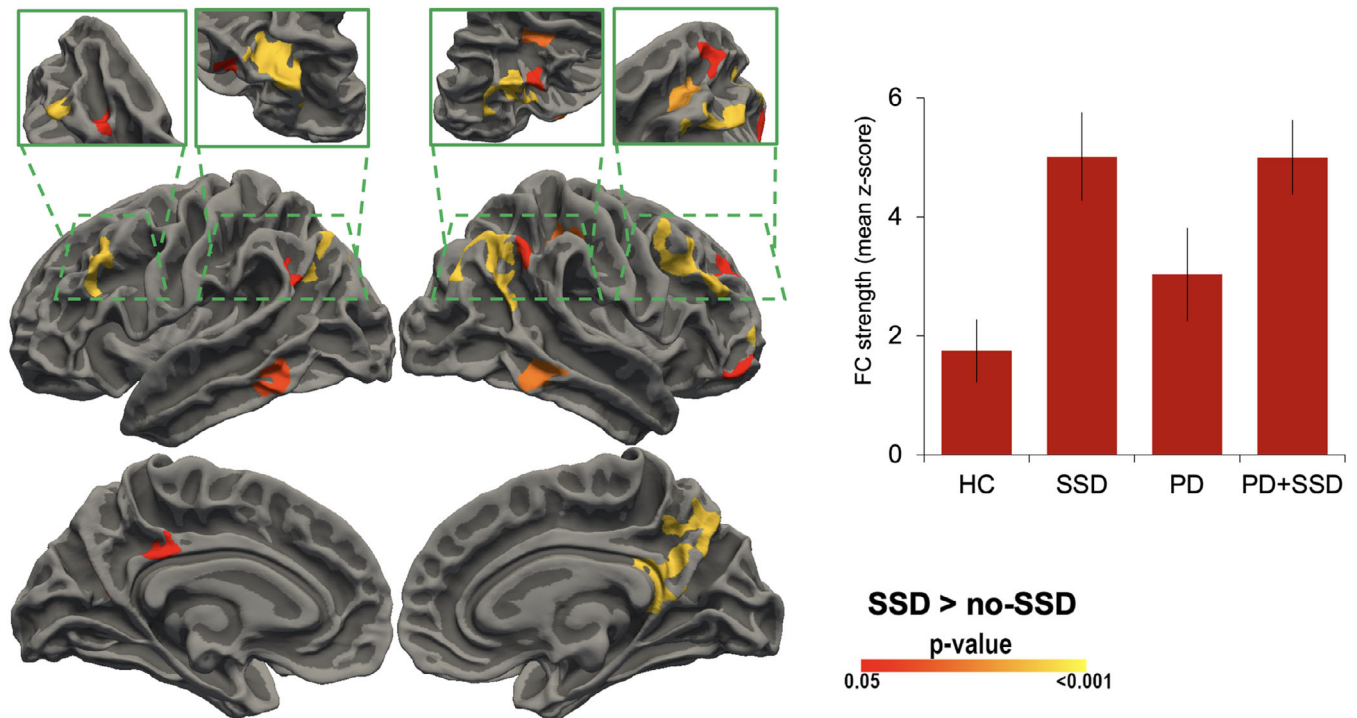 FC strength (mean z-score)
6
4
2
0
HC SSD PD PD+SSD
SSD > no-SSD
p-value
0.05 <0.001